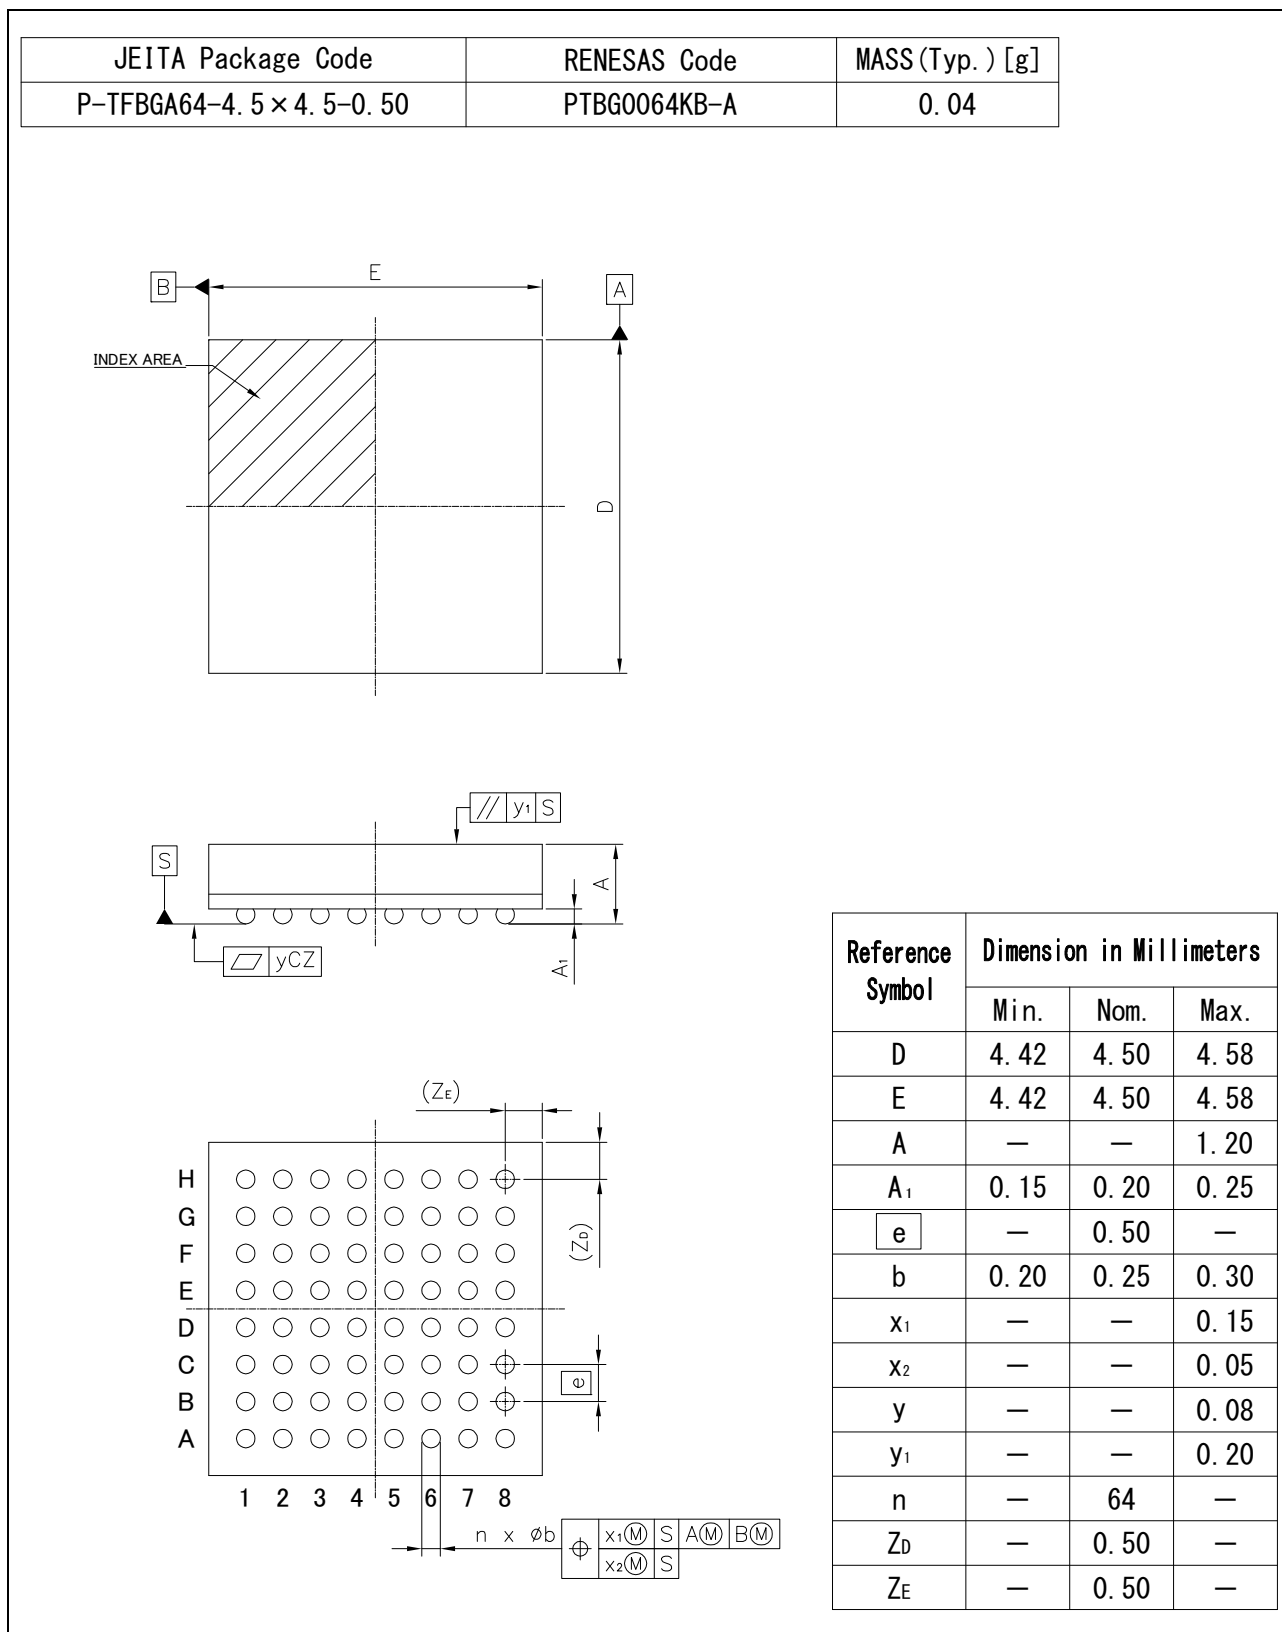 JEITA Package Code RENESAS Code MASS(Typ.)[g]
P-TFBGA64-4.5×4.5-0.50 PTBG0064KB-A 0.04
B E A
INDEX AREA
D
// y1 S
S
A
yCZ
A1
(ZE)
(ZD)
H
G
F
E
D
C
B
A
e
1 2 3 4 5 6 7 8
n x øb ⌖ x1Ⓜ S AⓂ BⓂ
x2Ⓜ S
Reference Symbol Dimension in Millimeters
Min. Nom. Max.
D 4.42 4.50 4.58
E 4.42 4.50 4.58
A — — 1.20
A1 0.15 0.20 0.25
e — 0.50 —
b 0.20 0.25 0.30
x1 — — 0.15
x2 — — 0.05
y — — 0.08
y1 — — 0.20
n — 64 —
ZD — 0.50 —
ZE — 0.50 —